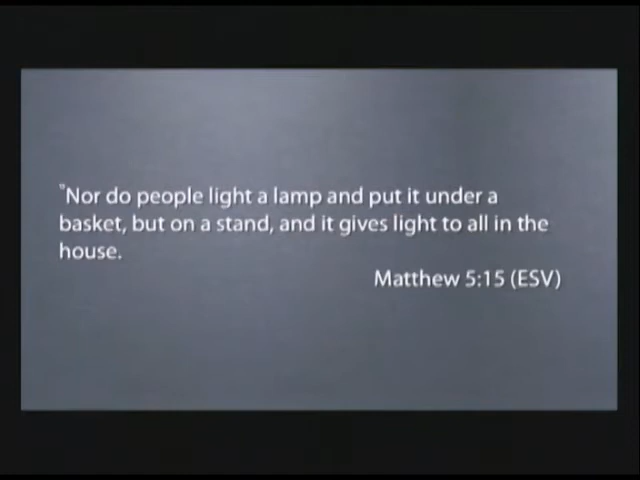 "Nor do people light a lamp and put it under a
basket, but on a stand, and it gives light to all in the
house.
Matthew 5:15 (ESV)